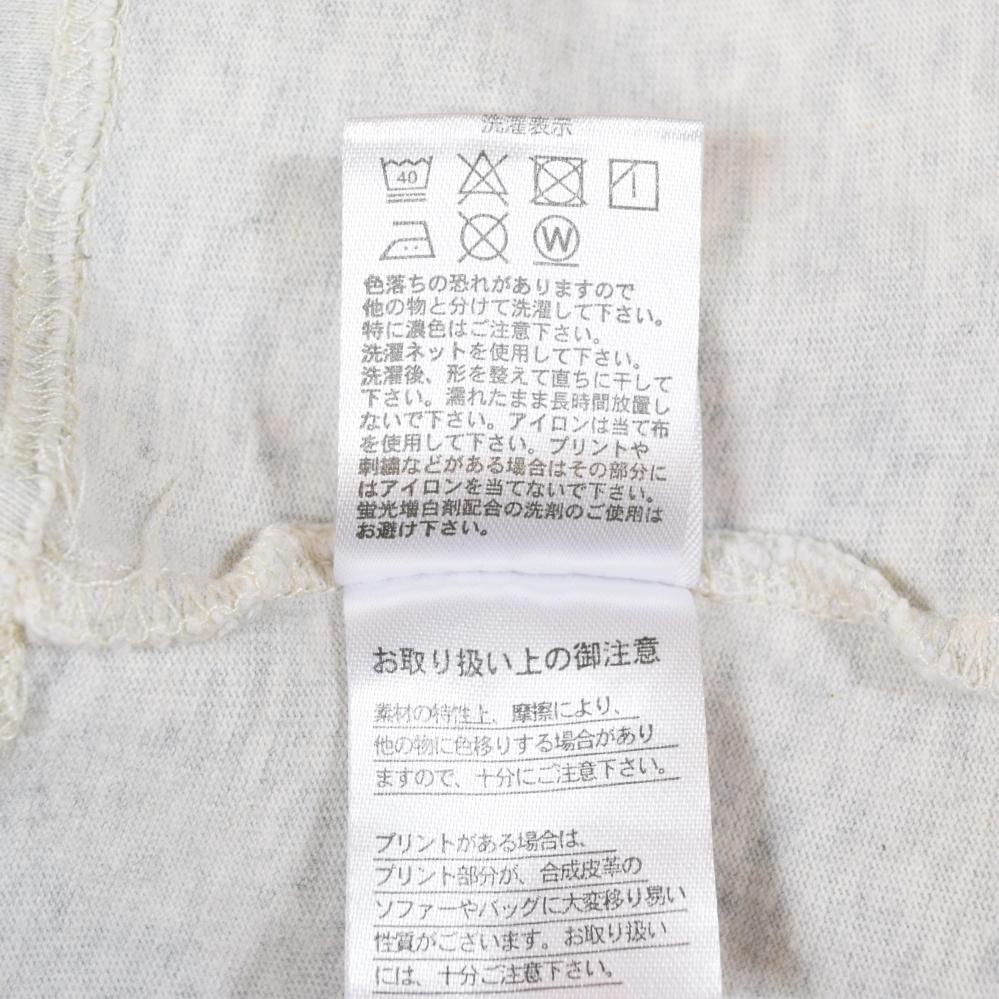 洗濯表示
40
W
色落ちの恐れがありますので
他の物と分けて洗濯して下さい。
特に濃色はご注意下さい。
洗濯ネットを使用して下さい。
洗濯後、形を整えて直ちに干して
下さい。濡れたまま長時間放置し
ないで下さい。アイロンは当て布
を使用して下さい。プリントや
刺繍などがある場合はその部分に
はアイロンを当てないで下さい。
蛍光増白剤配合の洗剤のご使用は
お避け下さい。
お取り扱い上の御注意
素材の特性上、摩擦により、
他の物に色移りする場合があり
ますので、十分にご注意下さい。
プリントがある場合は、
プリント部分が、合成皮革の
ソファーやバッグに大変移り易い
性質がございます。お取り扱い
には、十分ご注意下さい。